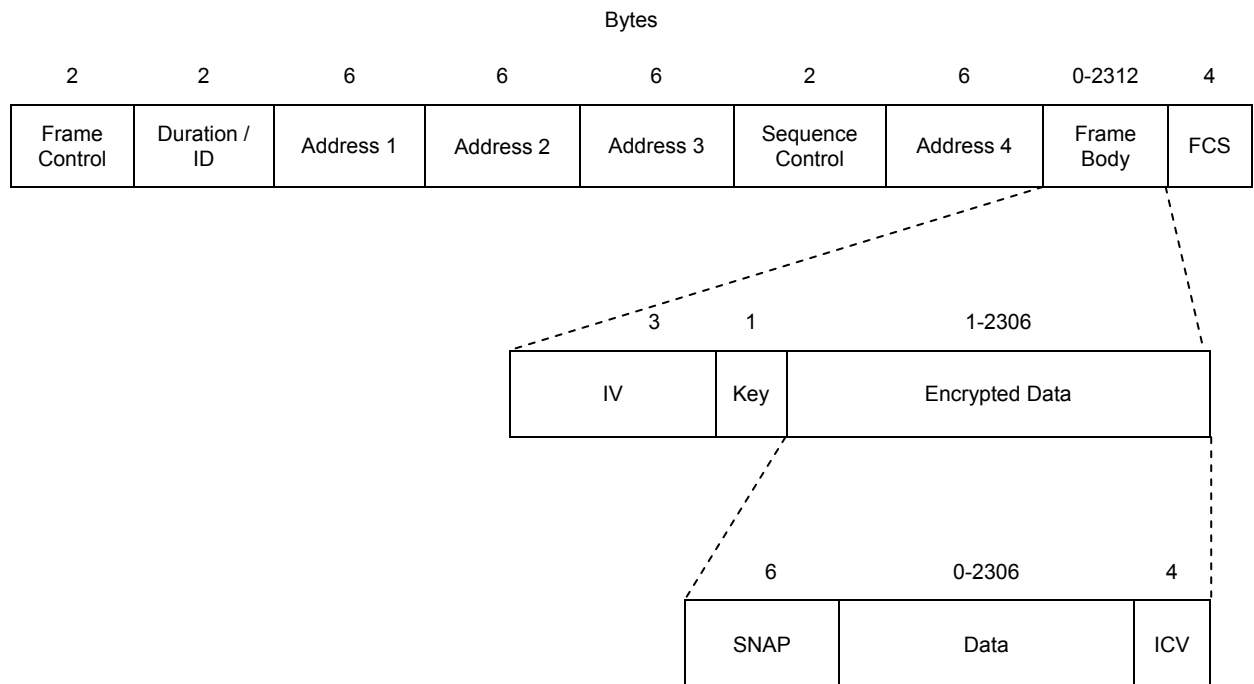 Bytes
2 2 6 6 6 2 6 0-2312 4
Frame Control Duration / ID Address 1 Address 2 Address 3 Sequence Control Address 4 Frame Body FCS
3 1 1-2306
IV Key Encrypted Data
6 0-2306 4
SNAP Data ICV